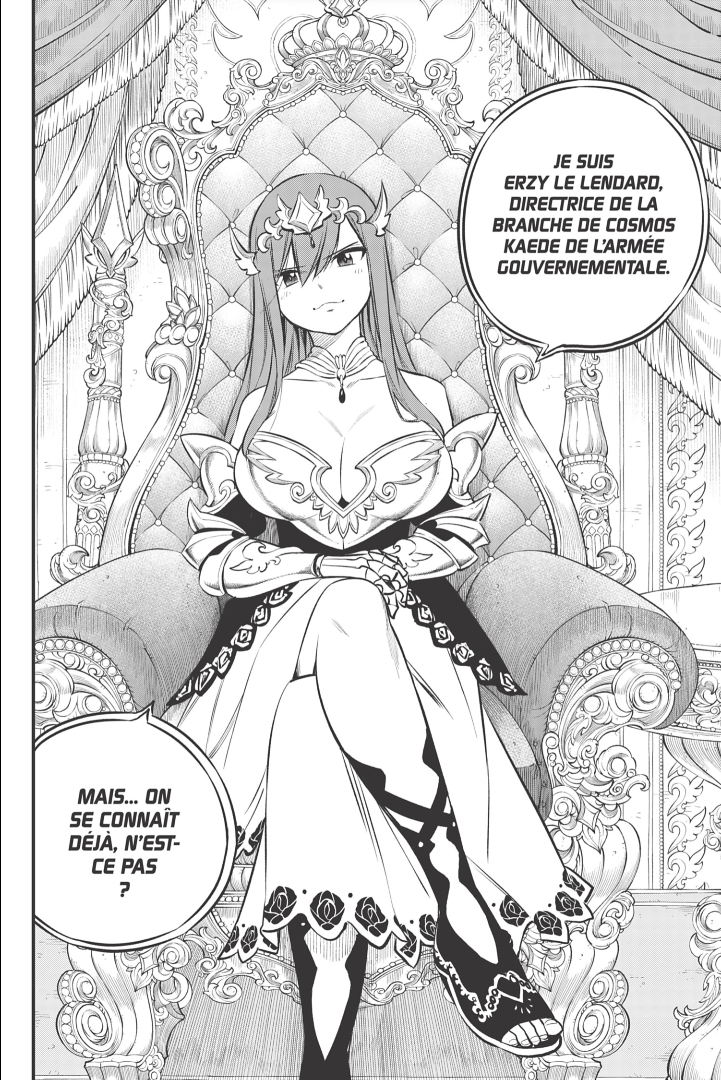 JE SUIS
ERZY LE LENDARD,
DIRECTRICE DE LA
BRANCHE DE COSMOS
KAEDE DE L'ARMÉE
GOUVERNEMENTALE.
MAIS... ON
SE CONNAÎT
DÉJÀ, N'EST-
CE PAS
?